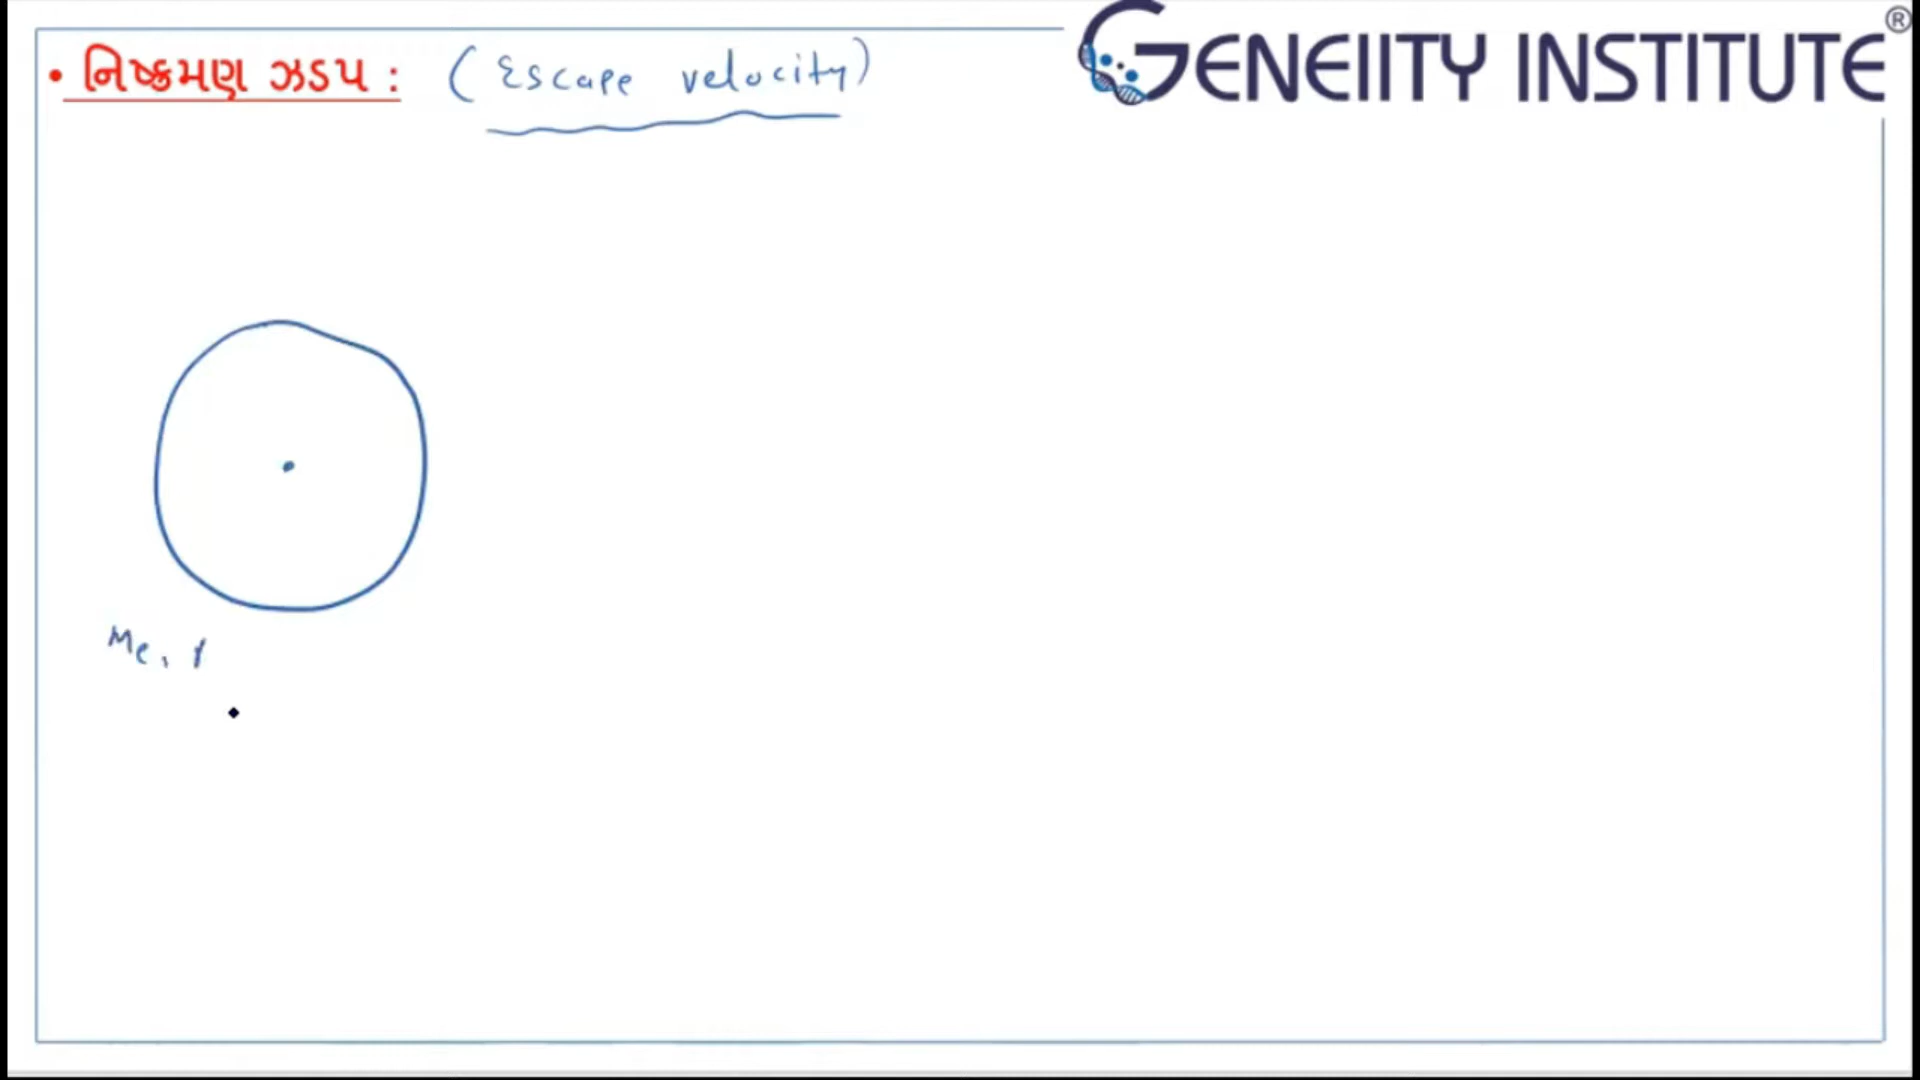 GENEIITY INSTITUTE ®
• નિષ્ક્રમણ ઝડપ : (Escape velocity)
Me,